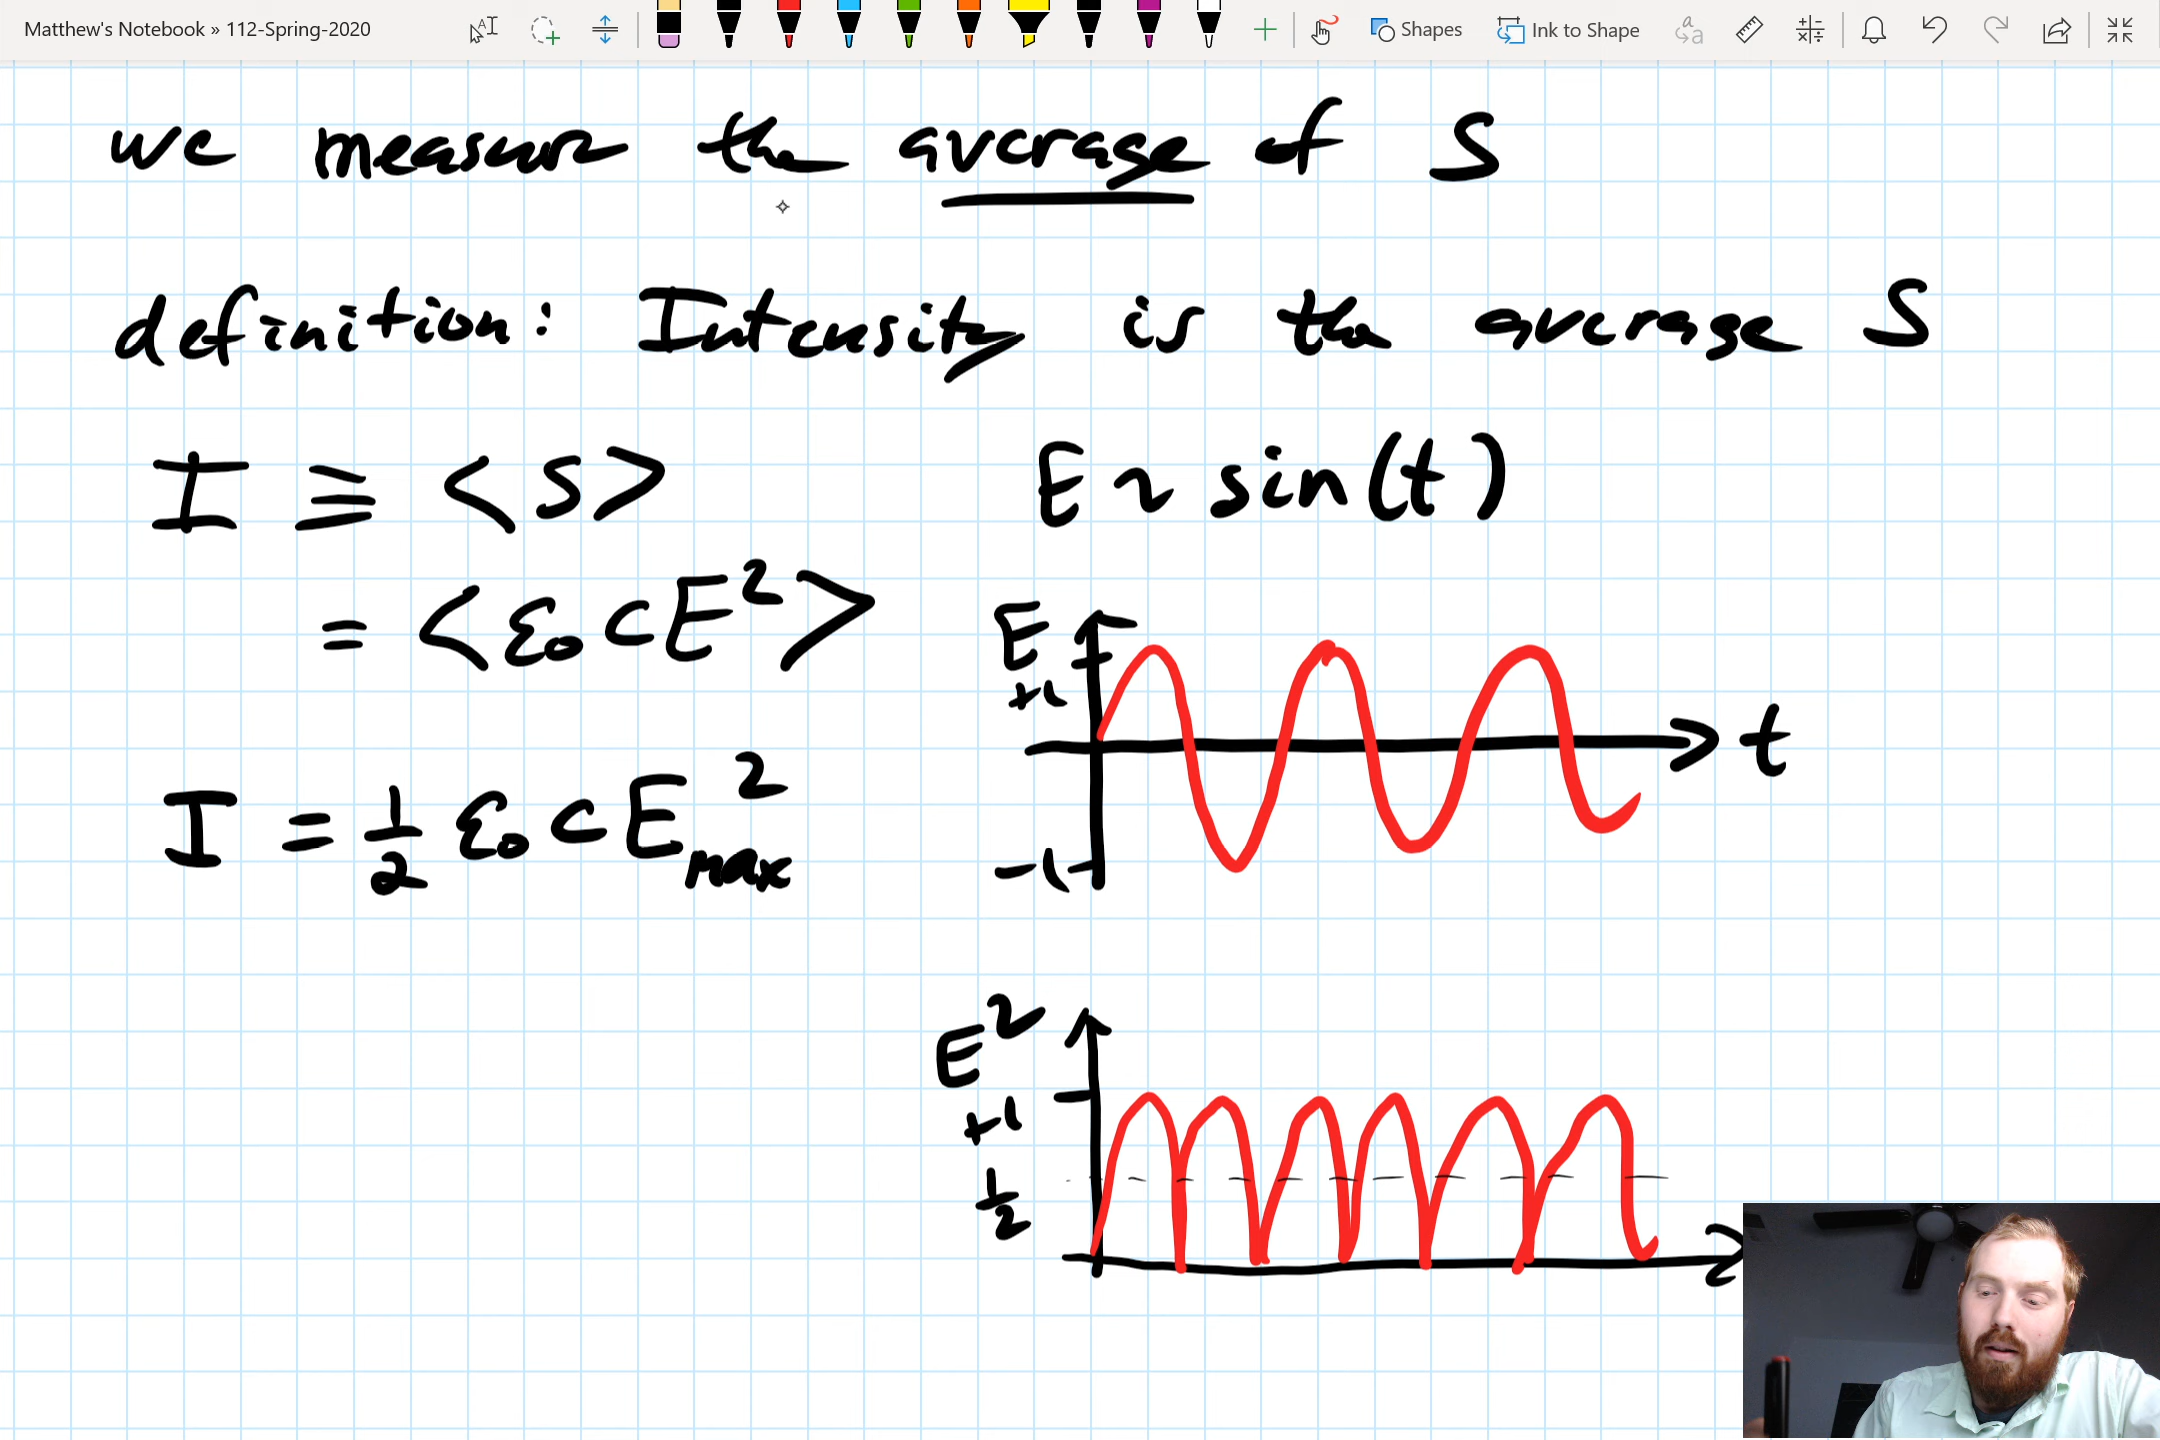 Matthew's Notebook » 112-Spring-2020
Shapes
Ink to Shape
we measure the average of S
definition: Intensity is the average S
I ≡ <S>
E ~ sin(t)
= <ε₀cE²>
E
+1
t
-1
I = ½ ε₀cE²max
E²
+1
½